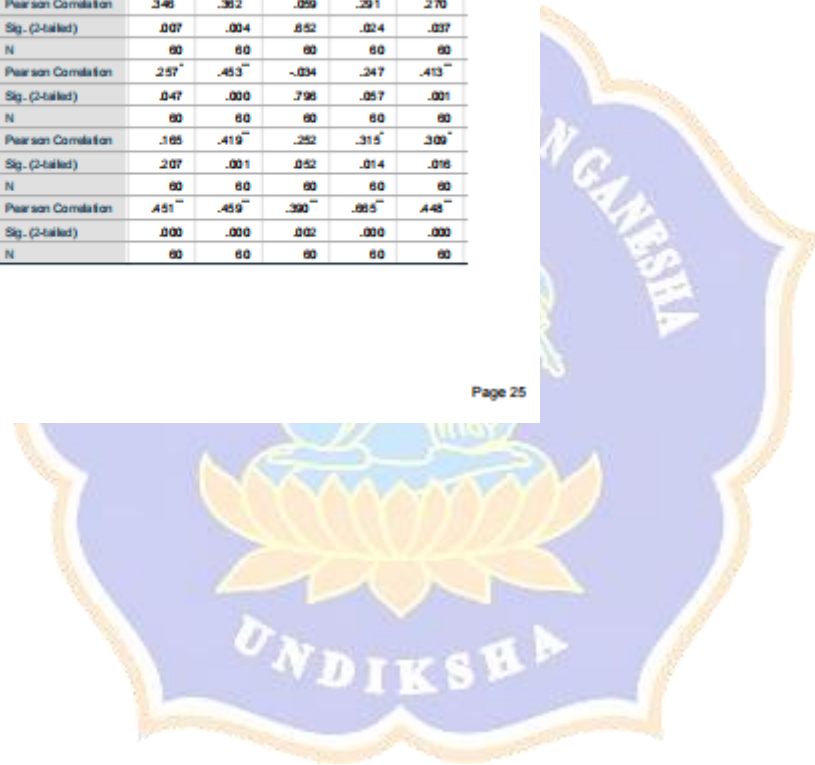 Pearson Correlation .346 .362 .059 .291 .270
Sig. (2-tailed) .007 .004 .652 .024 .037
N 60 60 60 60 60
Pearson Correlation .257* .453** -.034 .247 .413**
Sig. (2-tailed) .047 .000 .796 .057 .001
N 60 60 60 60 60
Pearson Correlation .165 .419** .252 .315* .309*
Sig. (2-tailed) .207 .001 .052 .014 .016
N 60 60 60 60 60
Pearson Correlation .451** .459** .390** .665** .448**
Sig. (2-tailed) .000 .000 .002 .000 .000
N 60 60 60 60 60
Page 25
N GANESHA
UNDIKSHA